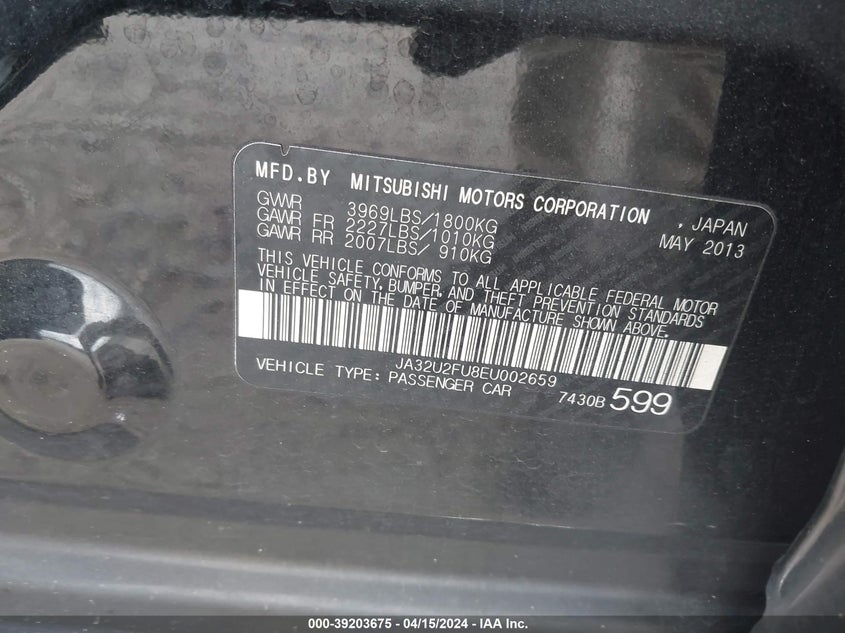 MFD.BY MITSUBISHI MOTORS CORPORATION , JAPAN
GVWR 3969LBS/1800KG MAY 2013
GAWR FR 2227LBS/1010KG
GAWR RR 2007LBS/ 910KG
THIS VEHICLE CONFORMS TO ALL APPLICABLE FEDERAL MOTOR
VEHICLE SAFETY, BUMPER, AND THEFT PREVENTION STANDARDS
IN EFFECT ON THE DATE OF MANUFACTURE SHOWN ABOVE.
JA32U2FU8EU002659
VEHICLE TYPE: PASSENGER CAR 7430B 599
000-39203675 - 04/15/2024 - IAA Inc.